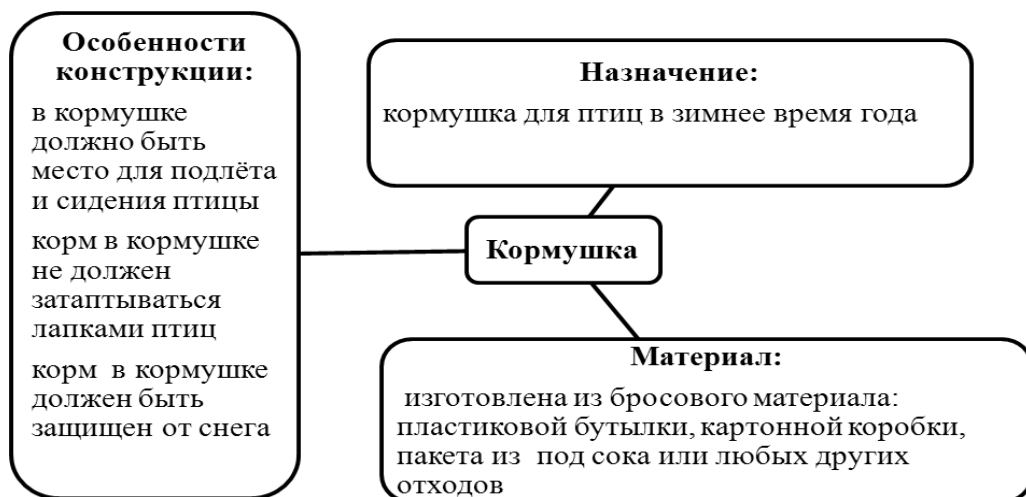 Особенности
конструкции:
в кормушке
должно быть
место для подлёта
и сидения птицы
корм в кормушке
не должен
затаптываться
лапками птиц
корм в кормушке
должен быть
защищен от снега
Назначение:
кормушка для птиц в зимнее время года
Кормушка
Материал:
изготовлена из бросового материала:
пластиковой бутылки, картонной коробки,
пакета из под сока или любых других
отходов